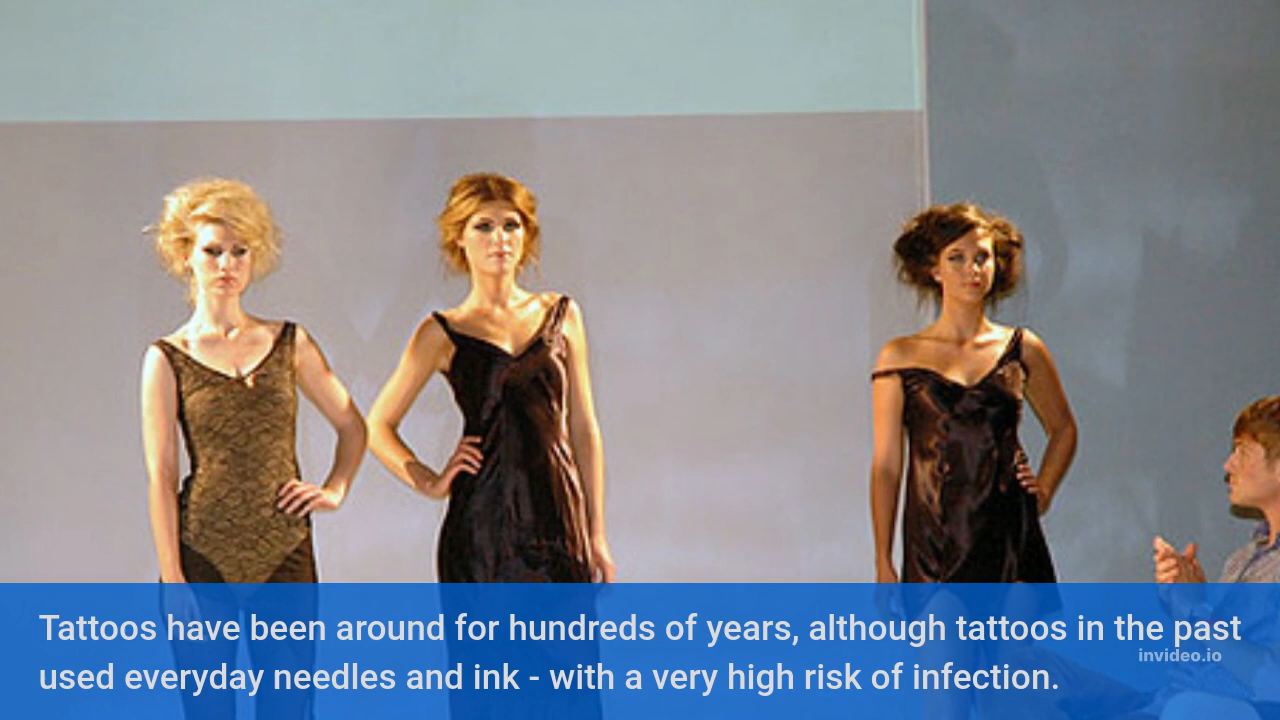 Tattoos have been around for hundreds of years, although tattoos in the past
used everyday needles and ink - with a very high risk of infection.
invideo.io